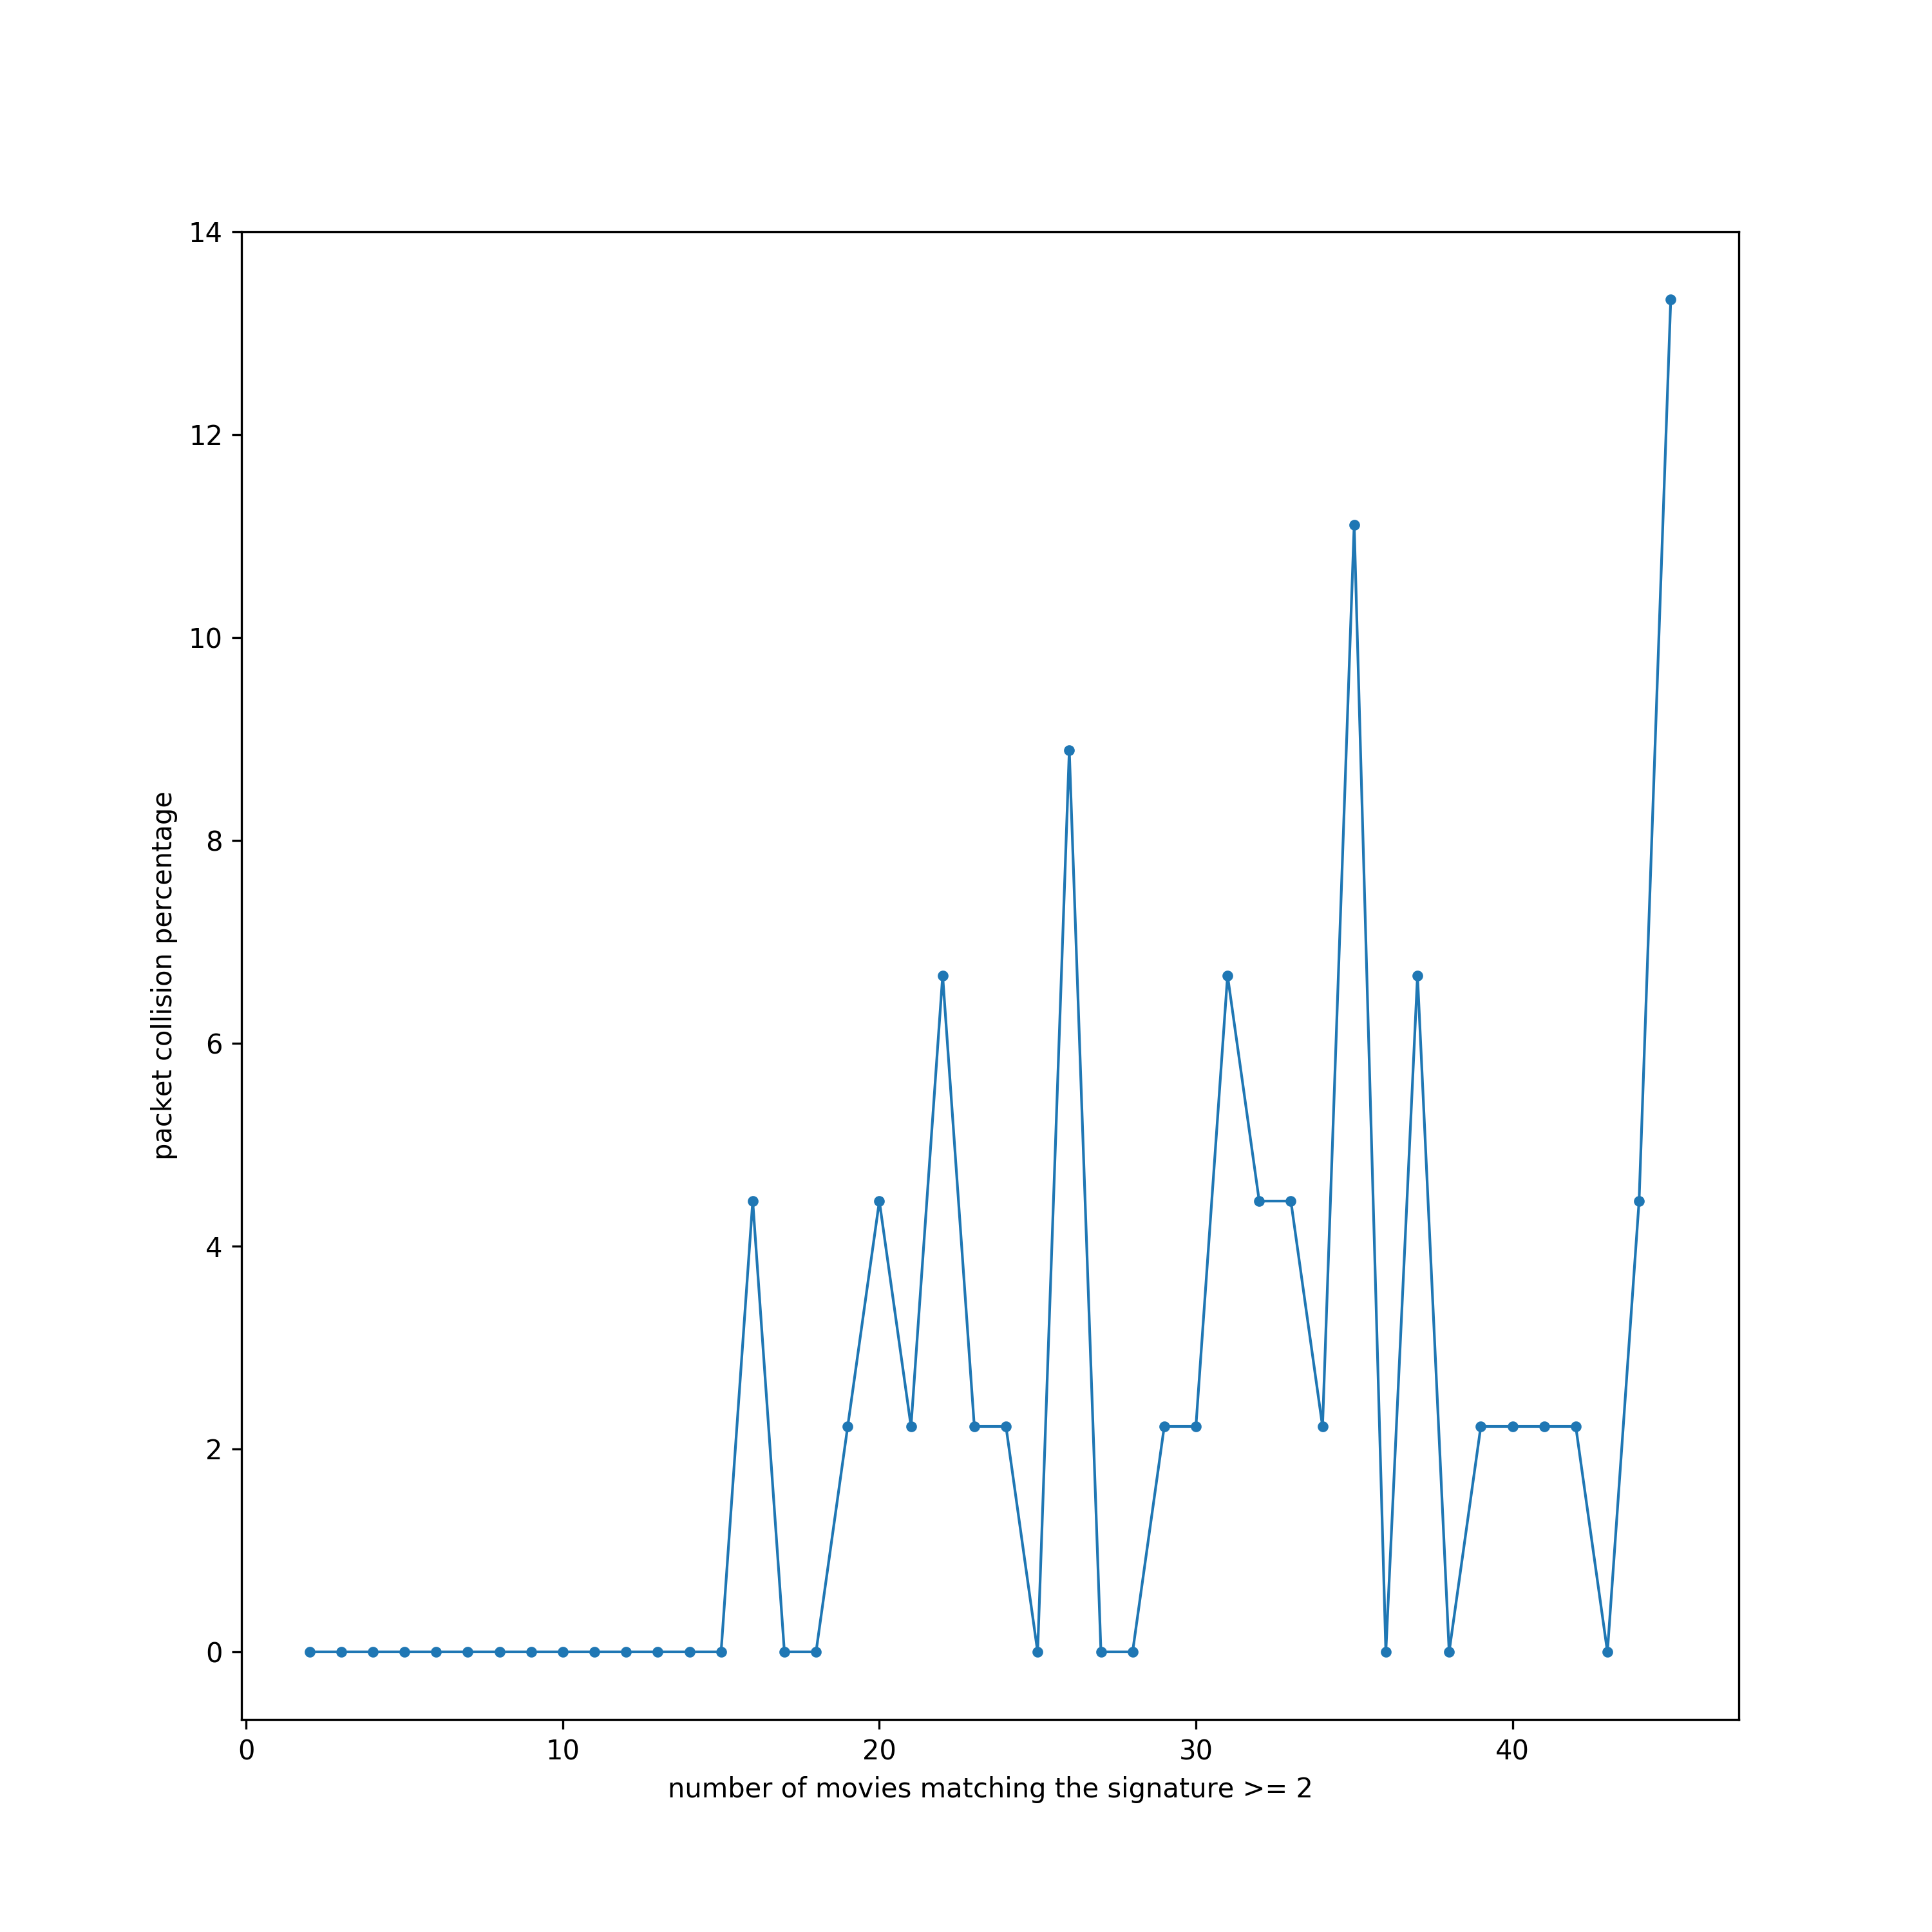 14
12
10
8
6
4
2
0
packet collision percentage
0 10 20 30 40
number of movies matching the signature >= 2